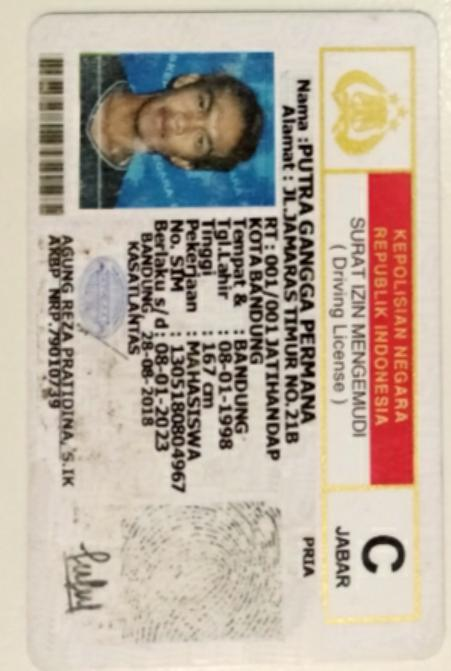 KEPOLISIAN NEGARA
REPUBLIK INDONESIA
SURAT IZIN MENGEMUDI
( Driving License )
C
JABAR
Nama :PUTRA GANGGA PERMANA
Alamat : JL.JAMARAS TIMUR NO.21B
RT : 001/001 JATIHANDAP
KOTA BANDUNG
Tempat & : BANDUNG
Tgl.Lahir : 08-01-1998
Tinggi : 167 cm
Pekerjaan : MAHASISWA
No. SIM : 1305180804967
Berlaku s/d : 08-01-2023
PRIA
BANDUNG 28-08-2018
KASATLANTAS
AGUNG REZA PRATIDINA, S.IK
AKBP NRP.79010739